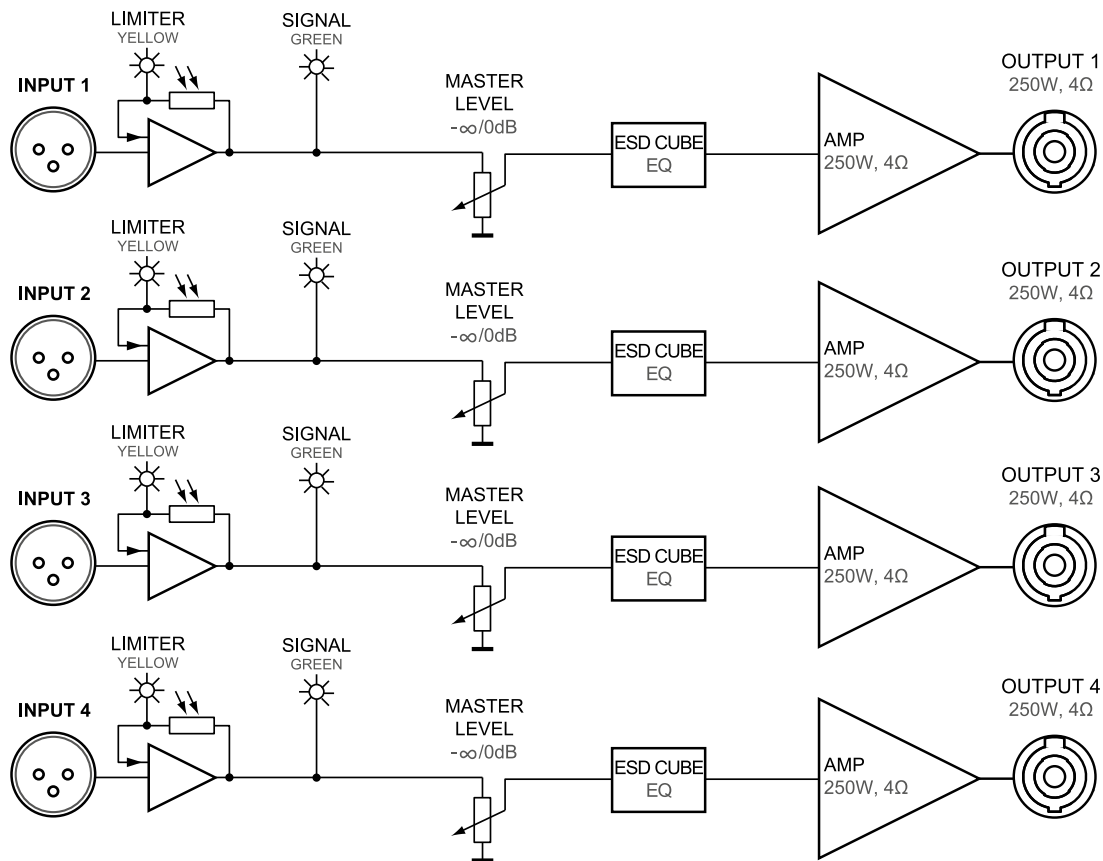 LIMITER
YELLOW
SIGNAL
GREEN
INPUT 1
MASTER
LEVEL
-∞/0dB
ESD CUBE
EQ
AMP
250W, 4Ω
OUTPUT 1
250W, 4Ω
LIMITER
YELLOW
SIGNAL
GREEN
INPUT 2
MASTER
LEVEL
-∞/0dB
ESD CUBE
EQ
AMP
250W, 4Ω
OUTPUT 2
250W, 4Ω
LIMITER
YELLOW
SIGNAL
GREEN
INPUT 3
MASTER
LEVEL
-∞/0dB
ESD CUBE
EQ
AMP
250W, 4Ω
OUTPUT 3
250W, 4Ω
LIMITER
YELLOW
SIGNAL
GREEN
INPUT 4
MASTER
LEVEL
-∞/0dB
ESD CUBE
EQ
AMP
250W, 4Ω
OUTPUT 4
250W, 4Ω